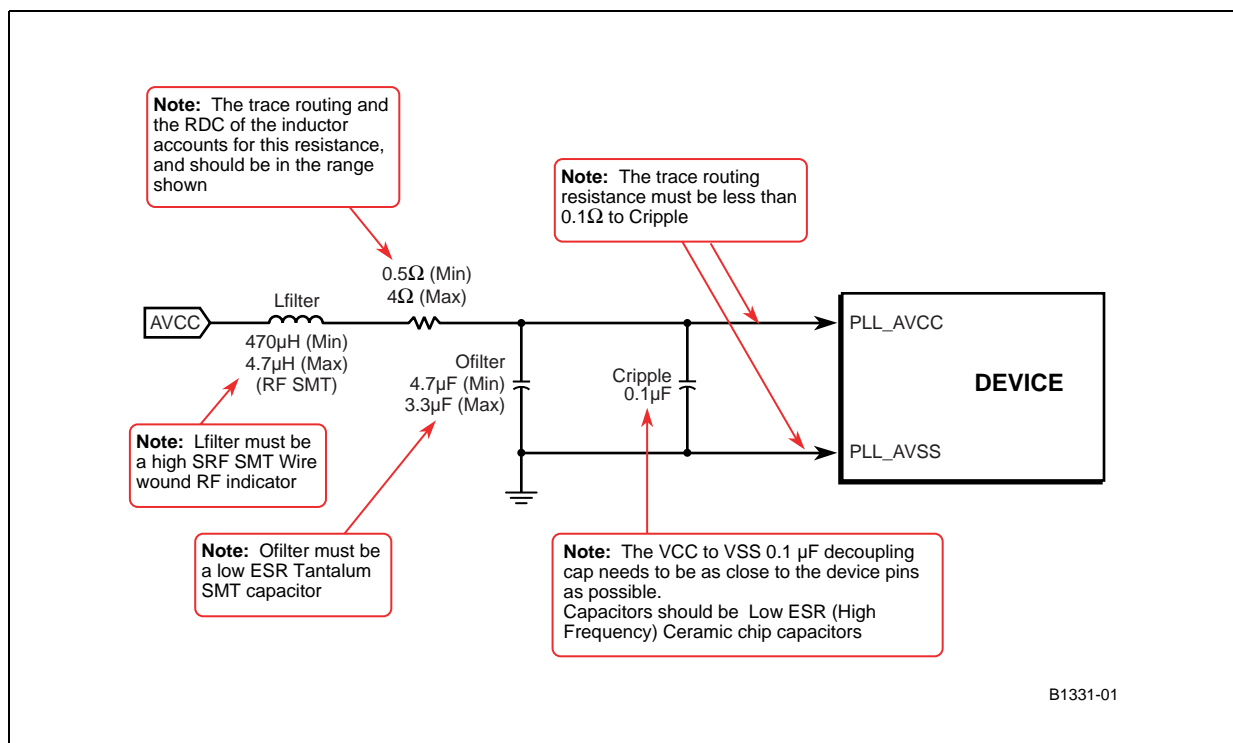 Note: The trace routing and
the RDC of the inductor
accounts for this resistance,
and should be in the range
shown
Note: The trace routing
resistance must be less than
0.1Ω to Cripple
0.5Ω (Min)
4Ω (Max)
Lfilter
AVCC
470µH (Min)
4.7µH (Max)
(RF SMT)
Ofilter
4.7µF (Min)
3.3µF (Max)
Cripple
0.1µF
PLL_AVCC
DEVICE
PLL_AVSS
Note: Lfilter must be
a high SRF SMT Wire
wound RF indicator
Note: Ofilter must be
a low ESR Tantalum
SMT capacitor
Note: The VCC to VSS 0.1 µF decoupling
cap needs to be as close to the device pins
as possible.
Capacitors should be Low ESR (High
Frequency) Ceramic chip capacitors
B1331-01